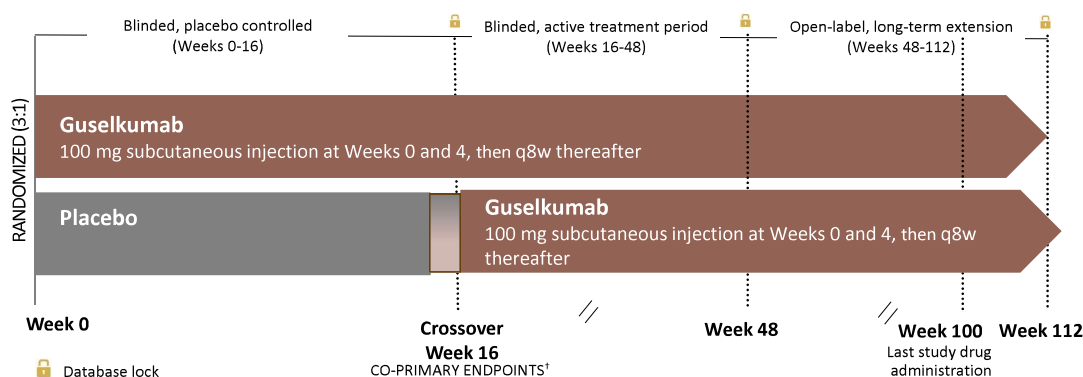 Blinded, placebo controlled
(Weeks 0-16)
Blinded, active treatment period
(Weeks 16-48)
Open-label, long-term extension
(Weeks 48-112)
RANDOMIZED (3:1)
Guselkumab
100 mg subcutaneous injection at Weeks 0 and 4, then q8w thereafter
Placebo
Guselkumab
100 mg subcutaneous injection at Weeks 0 and 4, then q8w
thereafter
Week 0
Crossover
Week 16
CO-PRIMARY ENDPOINTS†
//
Week 48
//
Week 100
Last study drug
administration
Week 112
Database lock